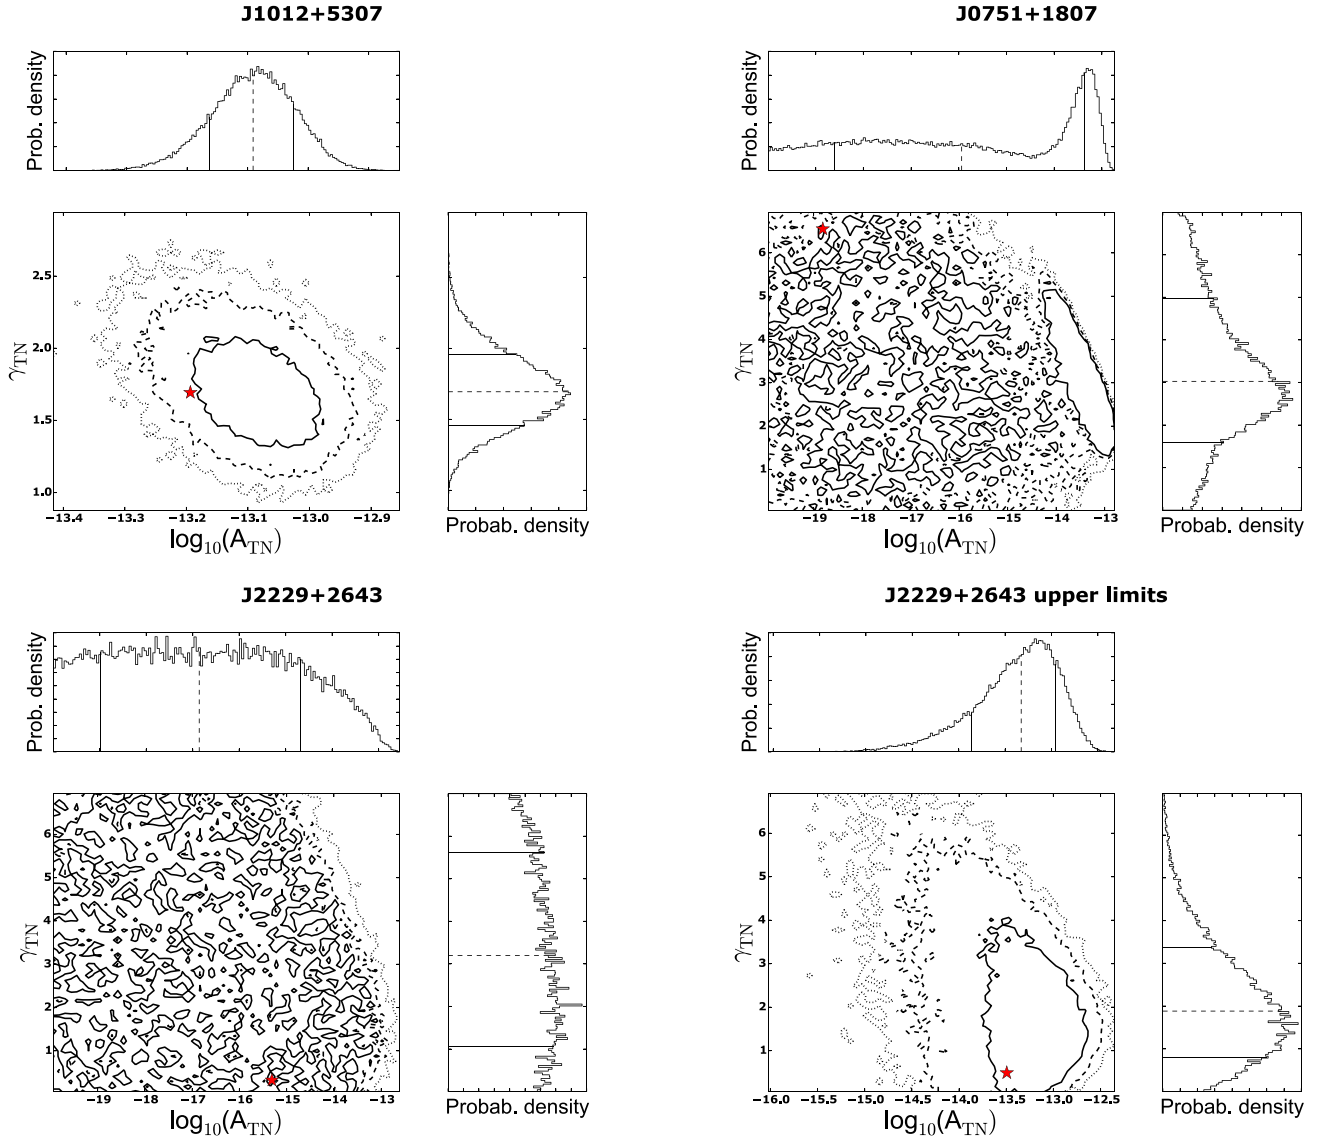 J1012+5307
Prob. density
γTN
2.5
2.0
1.5
1.0
−13.4 −13.3 −13.2 −13.1 −13.0 −12.9
log10(ATN)
Probab. density
J0751+1807
Prob. density
γTN
6
5
4
3
2
1
−19 −18 −17 −16 −15 −14 −13
log10(ATN)
Probab. density
J2229+2643
Prob. density
γTN
6
5
4
3
2
1
−19 −18 −17 −16 −15 −14 −13
log10(ATN)
Probab. density
J2229+2643 upper limits
Prob. density
γTN
6
5
4
3
2
1
−16.0 −15.5 −15.0 −14.5 −14.0 −13.5 −13.0 −12.5
log10(ATN)
Probab. density